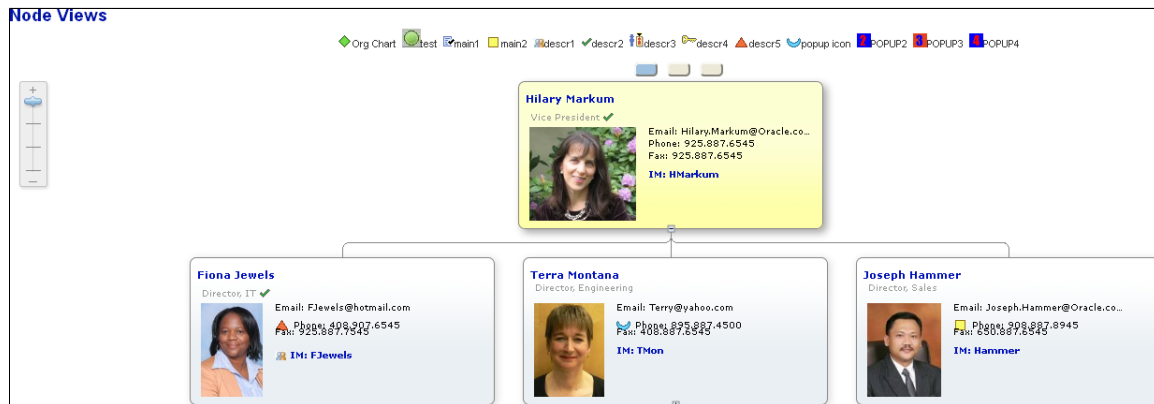 Node Views
Org Chart test main1 main2 descr1 descr2 descr3 descr4 descr5 popup icon 2 POPUP2 3 POPUP3 4 POPUP4
Hilary Markum
Vice President
Email: Hilary.Markum@Oracle.co...
Phone: 925.887.6545
Fax: 925.887.6545
IM: HMarkum
Fiona Jewels
Director, IT
Email: FJewels@hotmail.com
Phone: 408.907.6545
Fax: 925.887.7545
IM: FJewels
Terra Montana
Director, Engineering
Email: Terry@yahoo.com
Phone: 895.887.4500
Fax: 408.887.6545
IM: TMon
Joseph Hammer
Director, Sales
Email: Joseph.Hammer@Oracle.co...
Phone: 908.887.8945
Fax: 650.887.6545
IM: Hammer